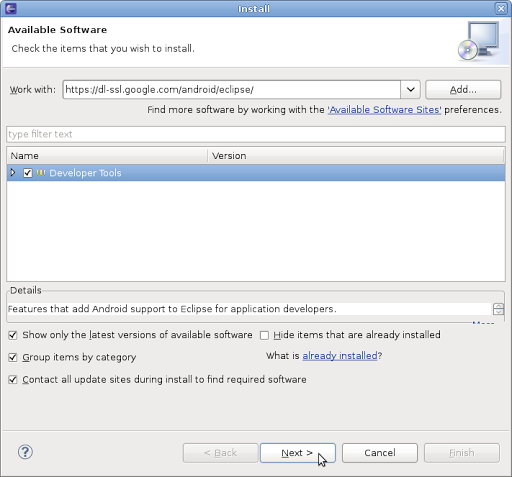 Install
Available Software
Check the items that you wish to install.
Work with: https://dl-ssl.google.com/android/eclipse/ Add...
Find more software by working with the 'Available Software Sites' preferences.
type filter text
Name Version
Developer Tools
Details
Features that add Android support to Eclipse for application developers.
More...
Show only the latest versions of available software Hide items that are already installed
Group items by category What is already installed?
Contact all update sites during install to find required software
? < Back Next > Cancel Finish